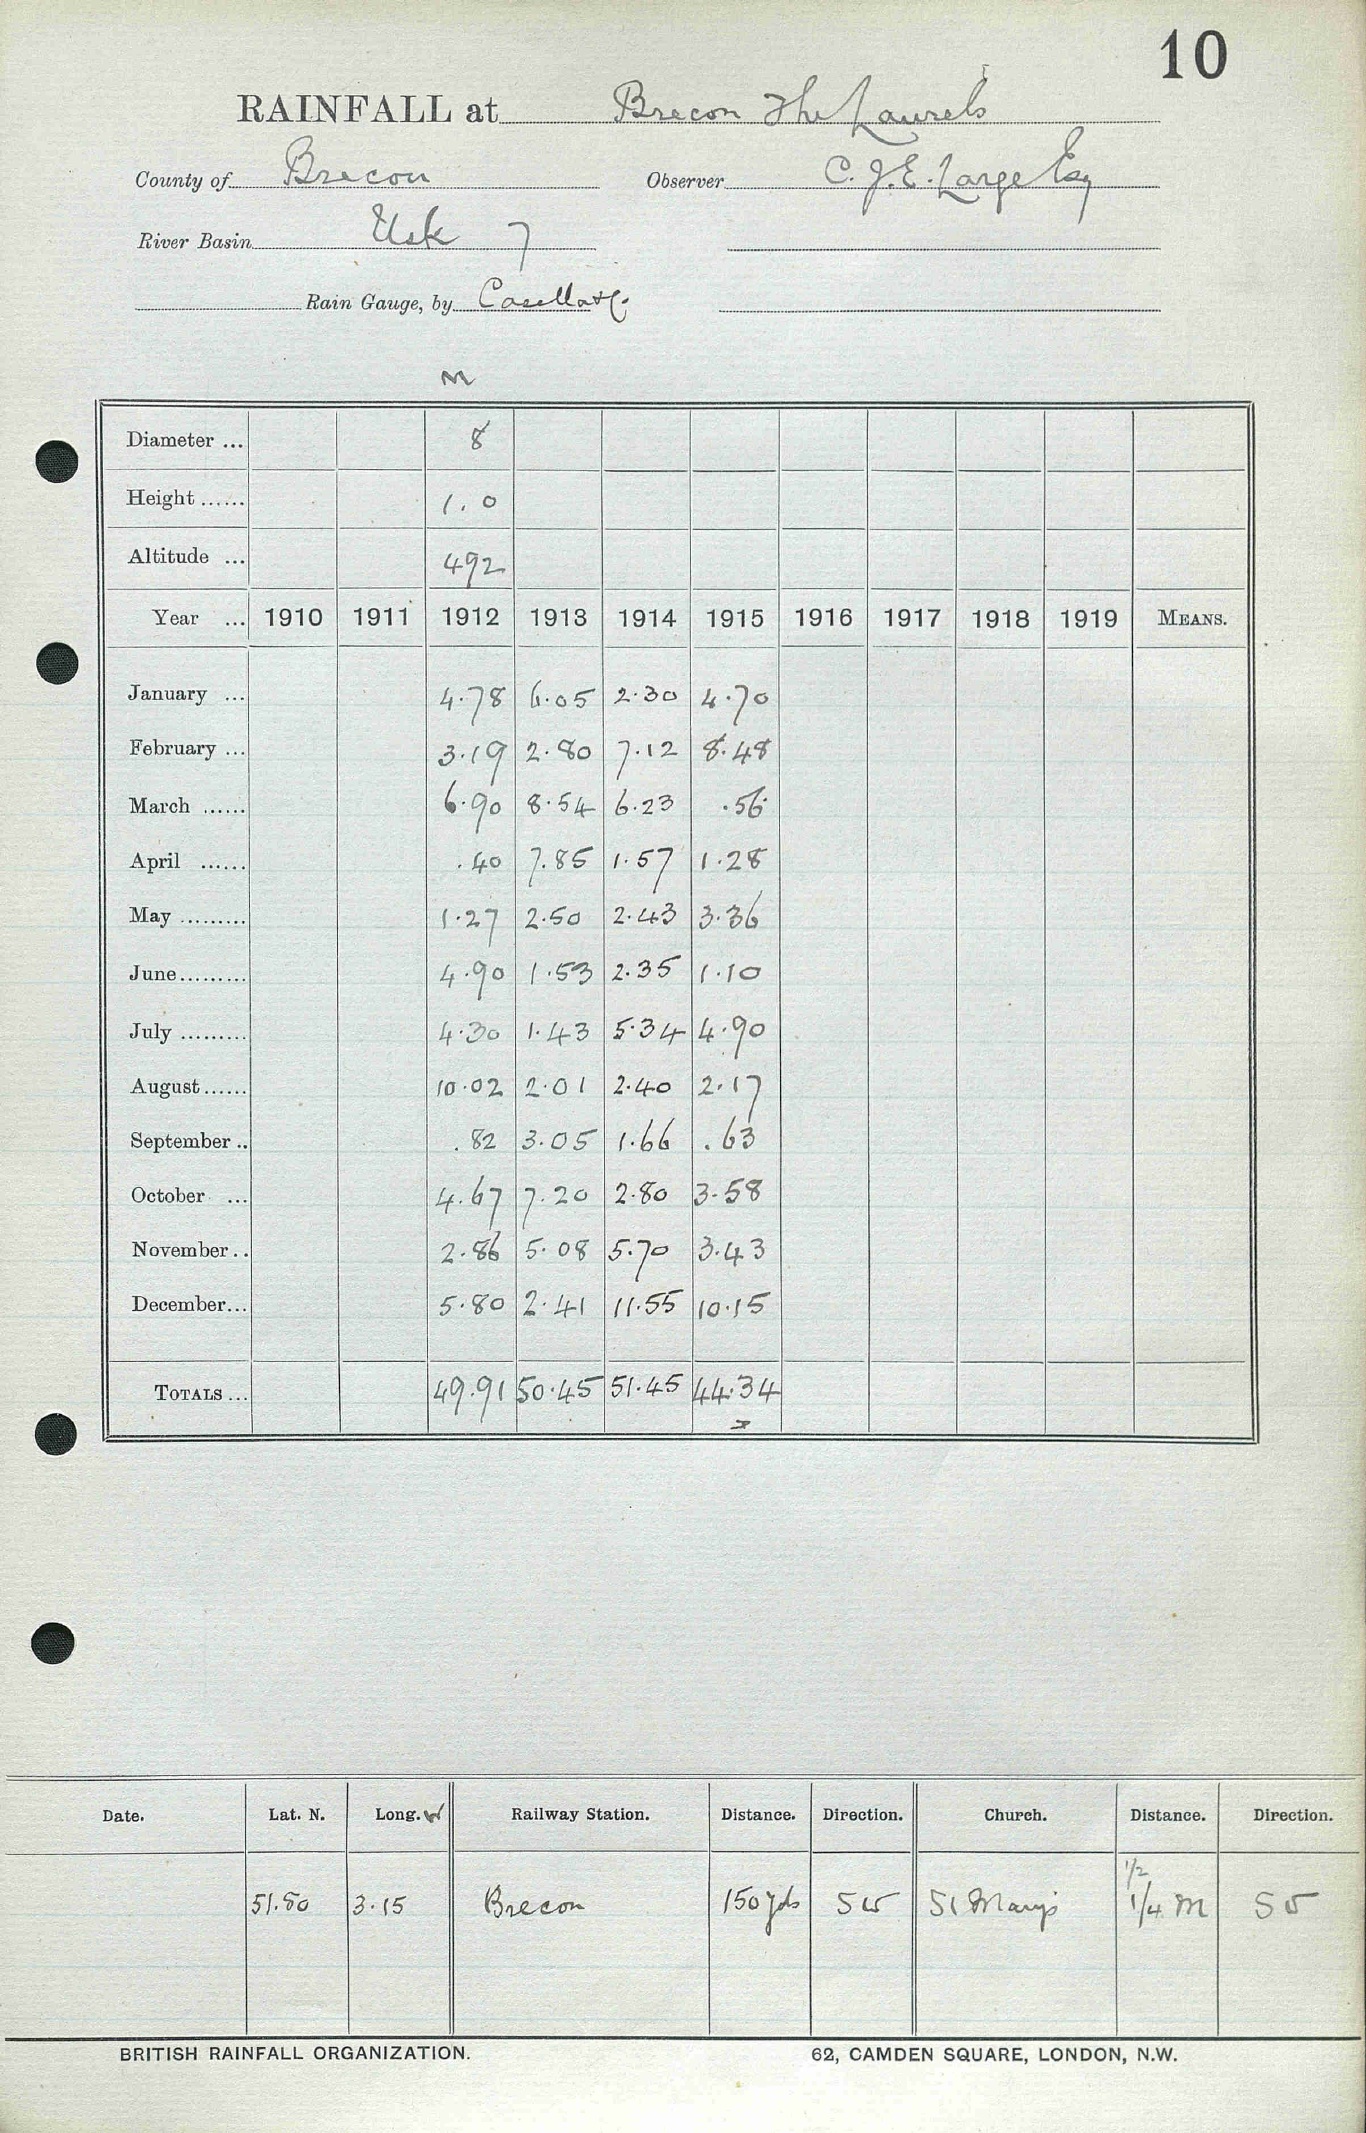 10
RAINFALL at Brecon The Laurels
County of Brecon Observer C. J. E. Large Esq
River Basin Usk 7
Rain Gauge, by Casella &C.
M
Diameter ... 8
Height ...... 1.0
Altitude ... 492
Year ... 1910 1911 1912 1913 1914 1915 1916 1917 1918 1919 MEANS.
January ... 4.78 6.05 2.30 4.70
February ... 3.19 2.80 7.12 8.48
March ...... 6.90 8.54 6.23 .56
April ...... .40 7.85 1.57 1.28
May ......... 1.27 2.50 2.43 3.36
June......... 4.90 1.53 2.35 1.10
July ......... 4.30 1.43 5.34 4.90
August...... 10.02 2.01 2.40 2.17
September .. .82 3.05 1.66 .63
October ... 4.67 7.20 2.80 3.58
November .. 2.86 5.08 5.70 3.43
December... 5.80 2.41 11.55 10.15
TOTALS ... 49.91 50.45 51.45 44.34
Date. Lat. N. Long. W Railway Station. Distance. Direction. Church. Distance. Direction.
1/2
51.50 3.15 Brecon 150 yds SW St Mary's 1/4 M SW
BRITISH RAINFALL ORGANIZATION. 62, CAMDEN SQUARE, LONDON, N.W.